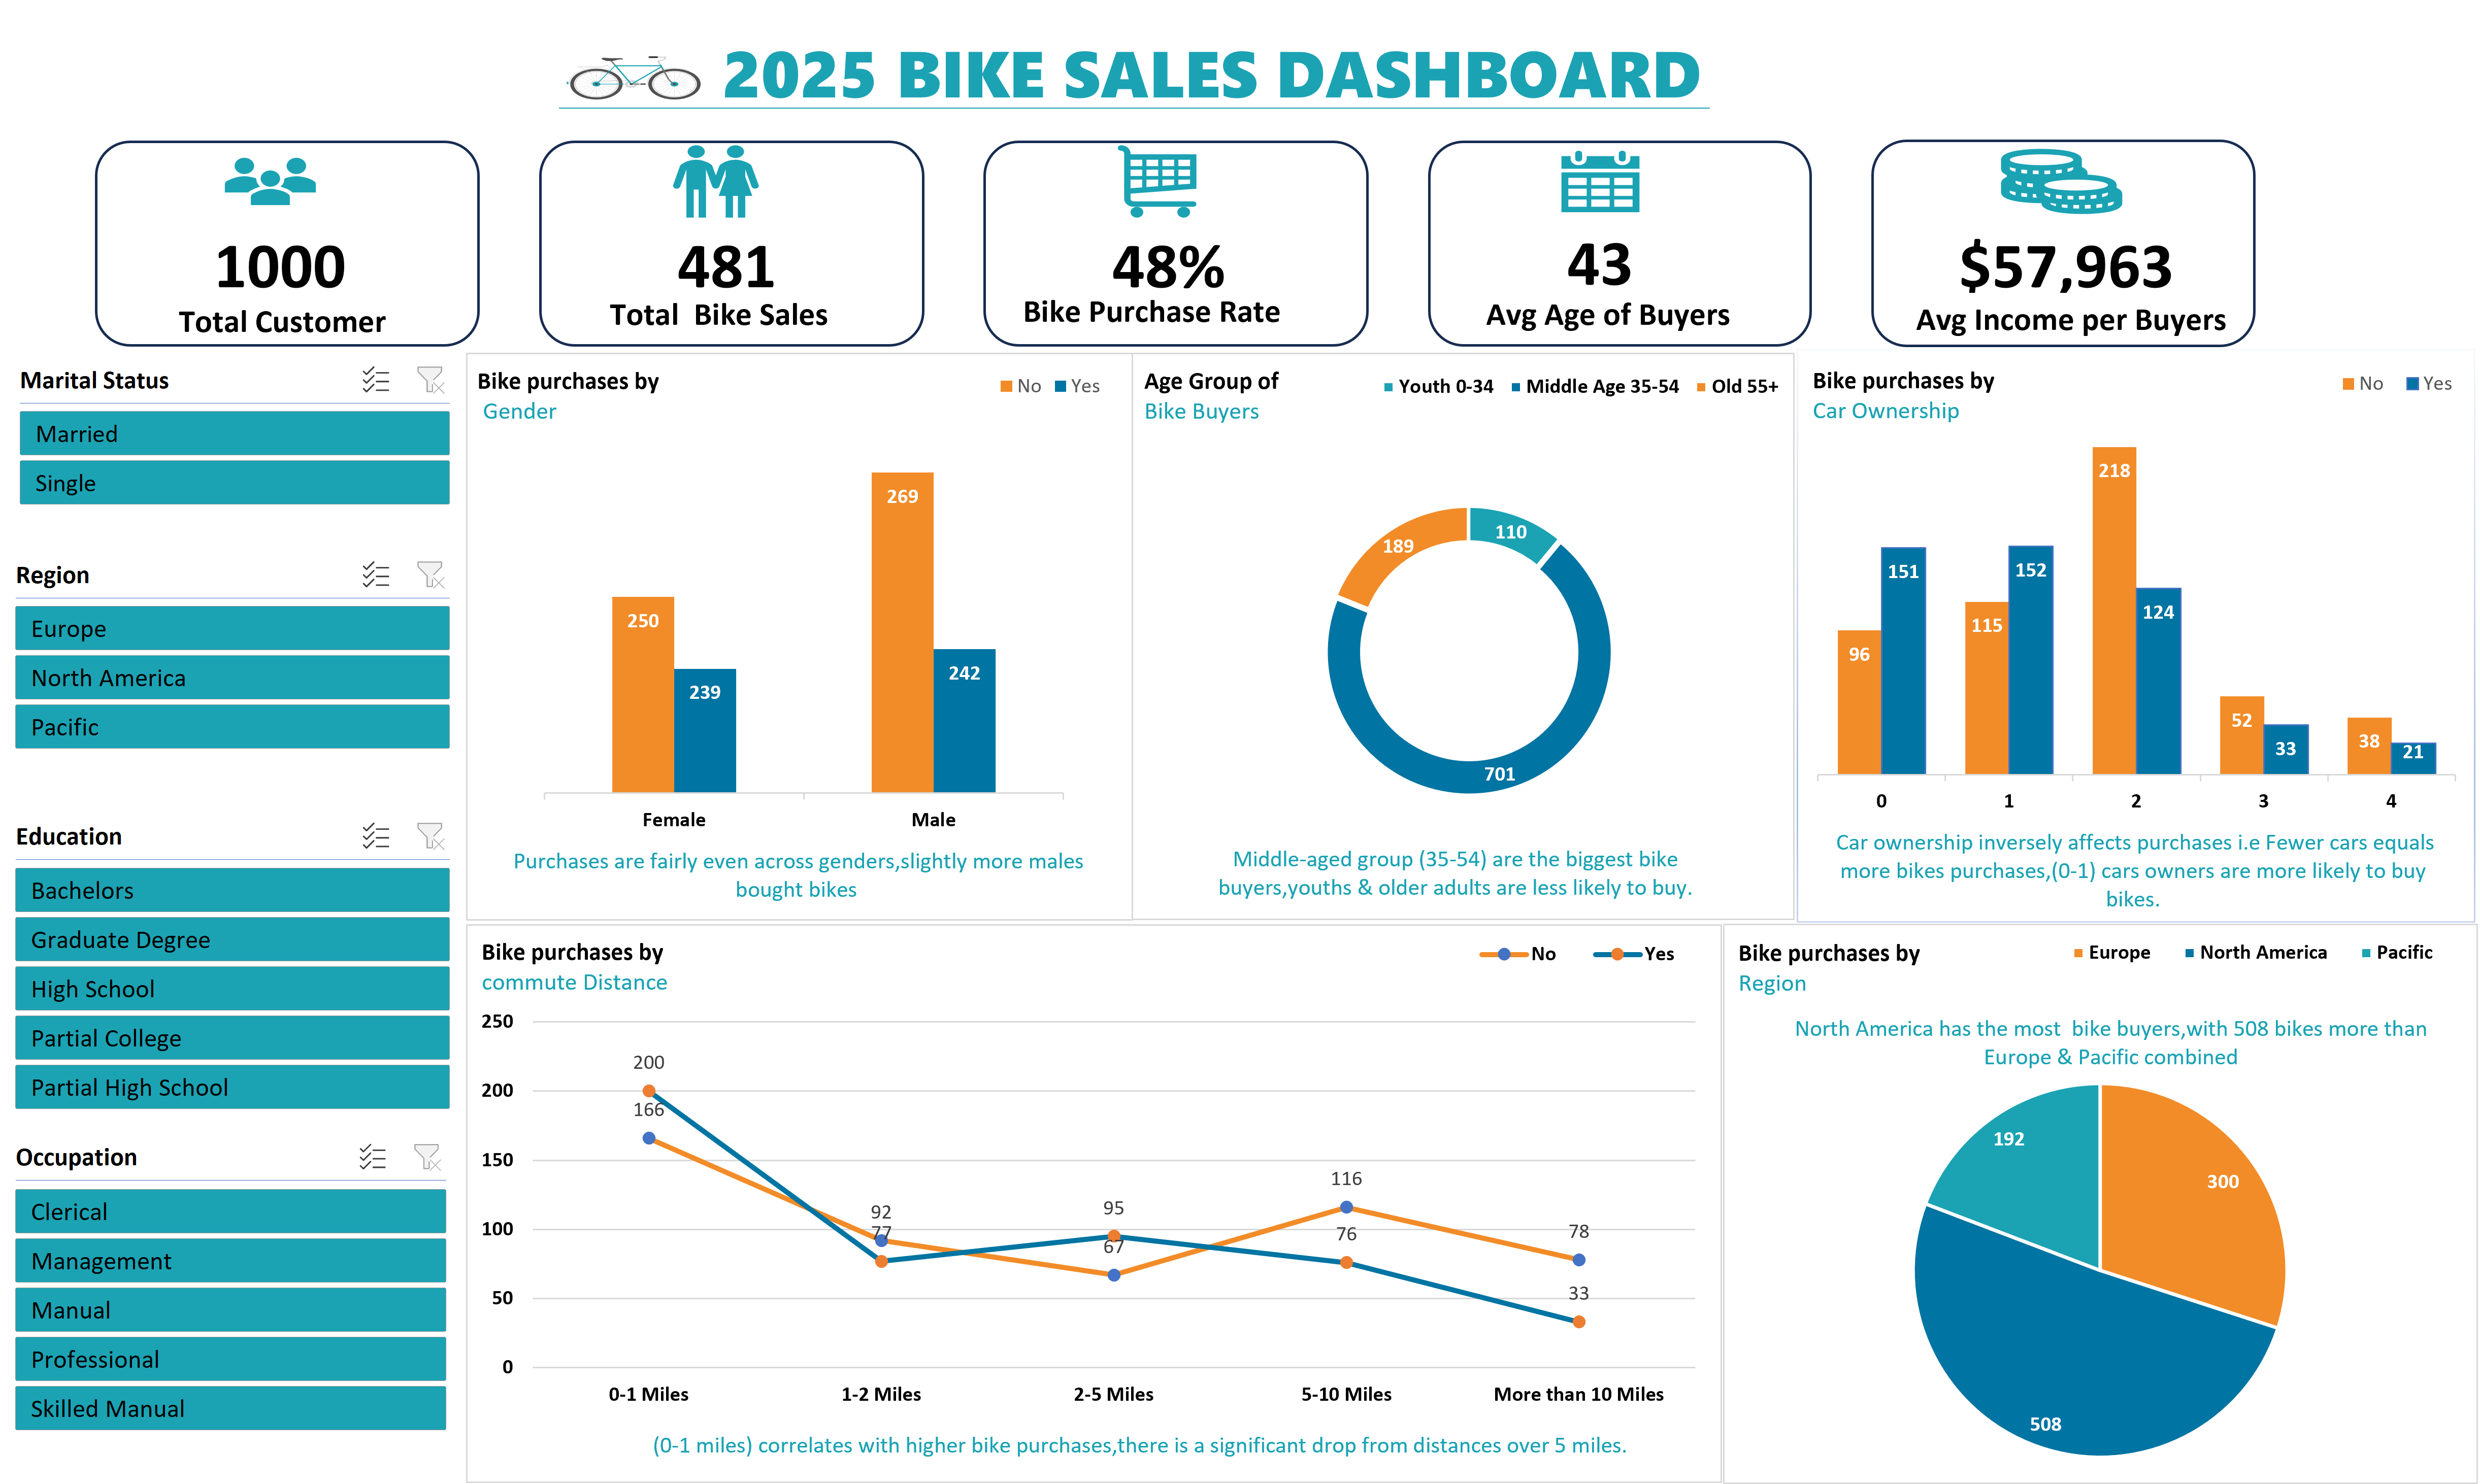 2025 BIKE SALES DASHBOARD
1000
Total Customer
481
Total  Bike Sales
48%
Bike Purchase Rate
43
Avg Age of Buyers
$57,963
Avg Income per Buyers
Marital Status
Married
Single
Region
Europe
North America
Pacific
Education
Bachelors
Graduate Degree
High School
Partial College
Partial High School
Occupation
Clerical
Management
Manual
Professional
Skilled Manual
Bike purchases by
Gender
No Yes
250
239
269
242
Female Male
Purchases are fairly even across genders,slightly more males
bought bikes
Age Group of
Bike Buyers
Youth 0-34 Middle Age 35-54 Old 55+
189
110
701
Middle-aged group (35-54) are the biggest bike
buyers,youths & older adults are less likely to buy.
Bike purchases by
Car Ownership
No Yes
96
151
115
152
218
124
52
33
38
21
0 1 2 3 4
Car ownership inversely affects purchases i.e Fewer cars equals
more bikes purchases,(0-1) cars owners are more likely to buy
bikes.
Bike purchases by
commute Distance
No Yes
250
200
150
100
50
0
200
166
92
77
95
67
116
76
78
33
0-1 Miles 1-2 Miles 2-5 Miles 5-10 Miles More than 10 Miles
(0-1 miles) correlates with higher bike purchases,there is a significant drop from distances over 5 miles.
Bike purchases by
Region
Europe North America Pacific
North America has the most  bike buyers,with 508 bikes more than
Europe & Pacific combined
192
300
508